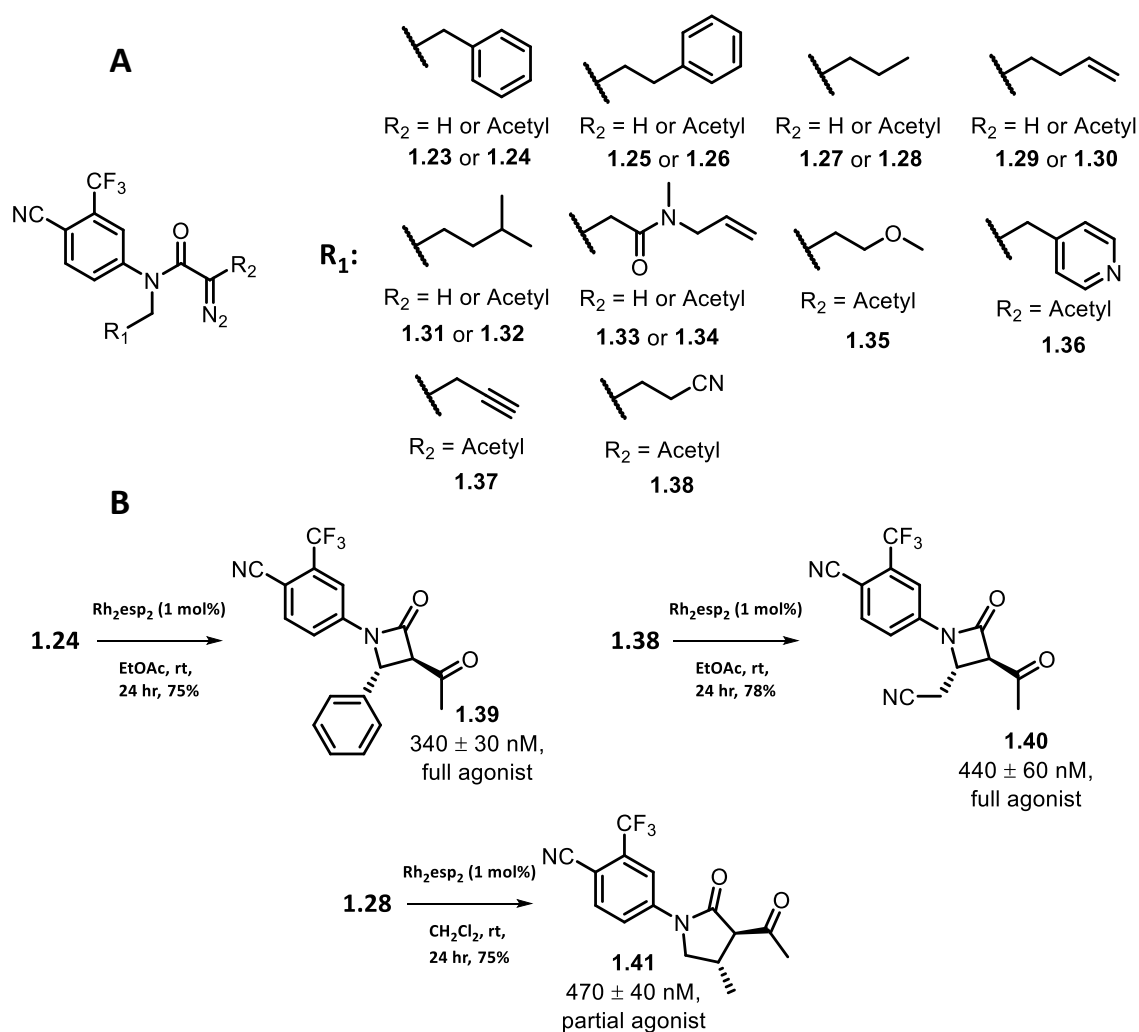 A
R2 = H or Acetyl
1.23 or 1.24
R2 = H or Acetyl
1.25 or 1.26
R2 = H or Acetyl
1.27 or 1.28
R2 = H or Acetyl
1.29 or 1.30
CF3
NC
O
R2
N
N2
R1
R1:
R2 = H or Acetyl
1.31 or 1.32
N
O
R2 = H or Acetyl
1.33 or 1.34
O
R2 = Acetyl
1.35
N
R2 = Acetyl
1.36
R2 = Acetyl
1.37
CN
R2 = Acetyl
1.38
B
1.24
Rh2esp2 (1 mol%)
EtOAc, rt,
24 hr, 75%
CF3
NC
O
N
O
1.39
340 ± 30 nM,
full agonist
1.38
Rh2esp2 (1 mol%)
EtOAc, rt,
24 hr, 78%
CF3
NC
O
N
O
NC
1.40
440 ± 60 nM,
full agonist
1.28
Rh2esp2 (1 mol%)
CH2Cl2, rt,
24 hr, 75%
CF3
NC
O
O
N
1.41
470 ± 40 nM,
partial agonist